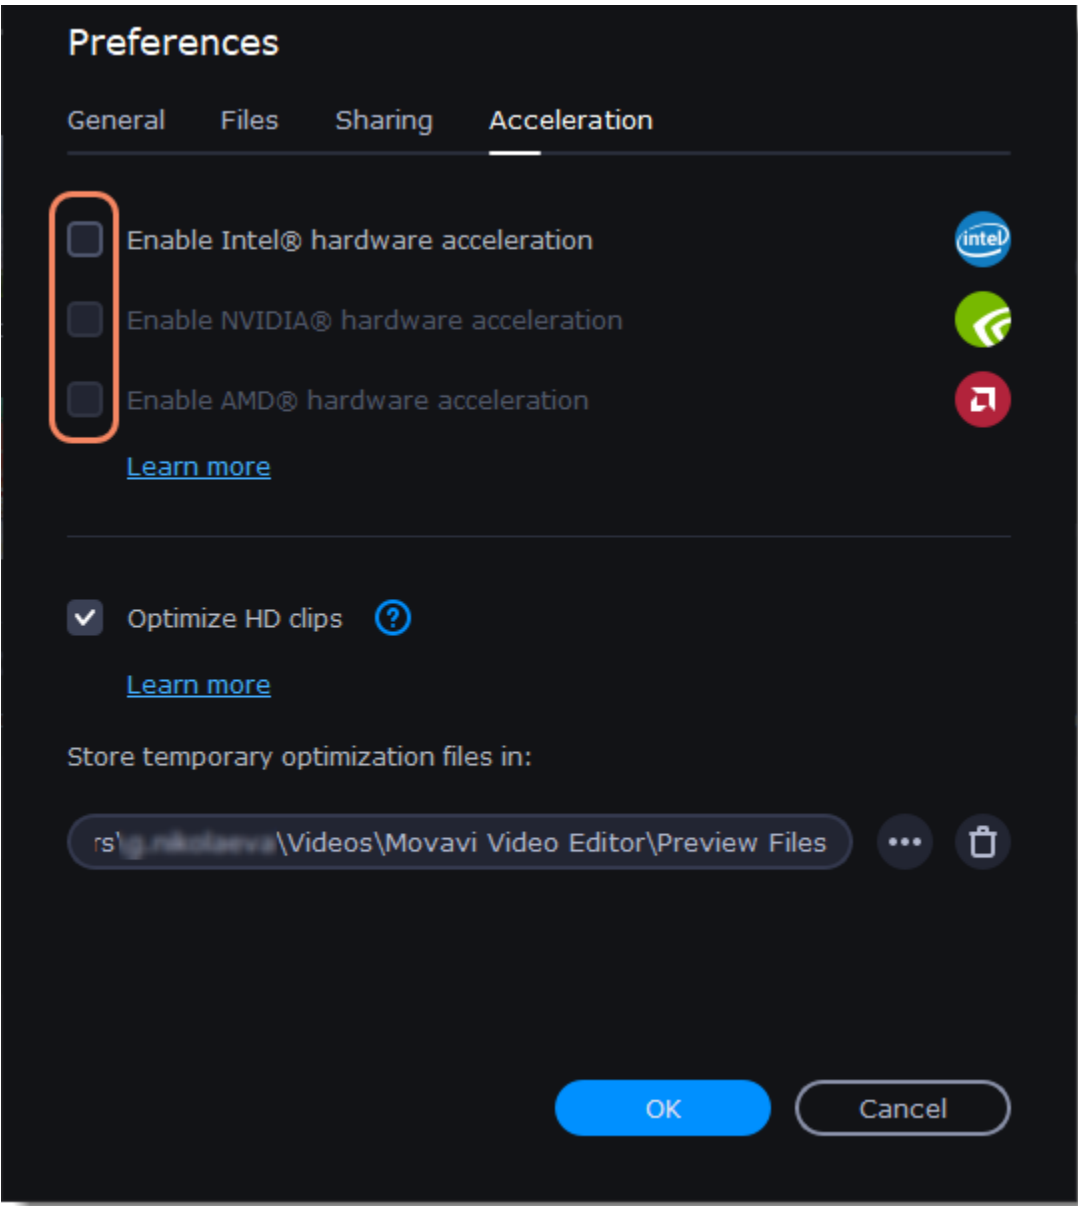 Preferences
General Files Sharing Acceleration
Enable Intel® hardware acceleration
intel
Enable NVIDIA® hardware acceleration
Enable AMD® hardware acceleration
Learn more
Optimize HD clips ?
Learn more
Store temporary optimization files in:
rs\ \Videos\Movavi Video Editor\Preview Files
OK Cancel